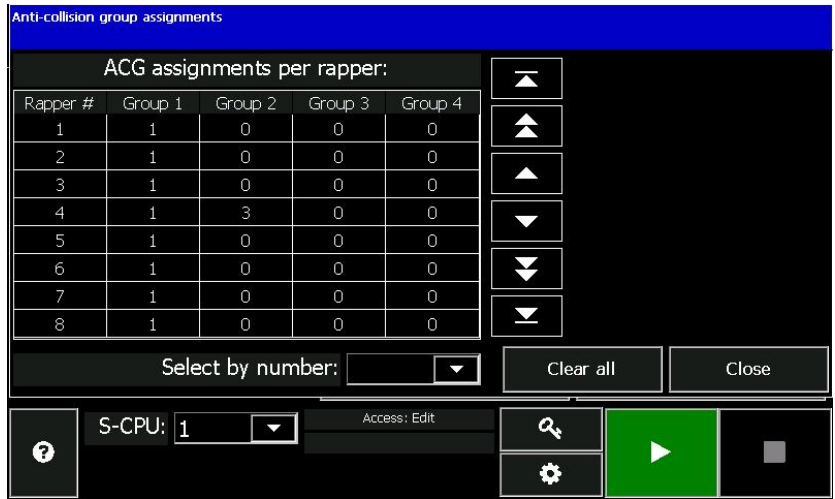 Anti-collision group assignments
ACG assignments per rapper:
Rapper # Group 1 Group 2 Group 3 Group 4
1 1 0 0 0
2 1 0 0 0
3 1 0 0 0
4 1 3 0 0
5 1 0 0 0
6 1 0 0 0
7 1 0 0 0
8 1 0 0 0
Select by number:
Clear all
Close
S-CPU: 1
Access: Edit
?